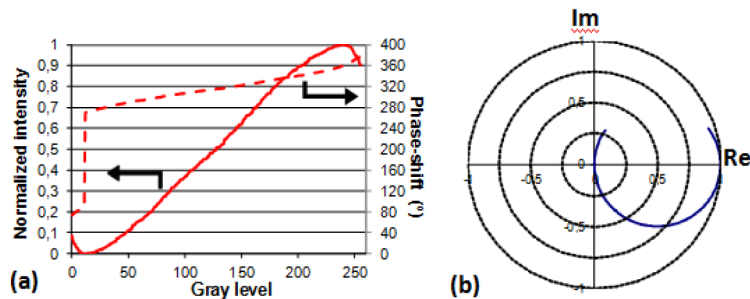 Normalized intensity
1
0,9
0,8
0,7
0,6
0,5
0,4
0,3
0,2
0,1
0
0 50 100 150 200 250
Gray level
400
360
320
280
240
200
160
120
80
40
0
Phase-shift (º)
(a)
Im
1
0,5
-1 -0,5 0 0,5 1
Re
-0,5
-1
(b)